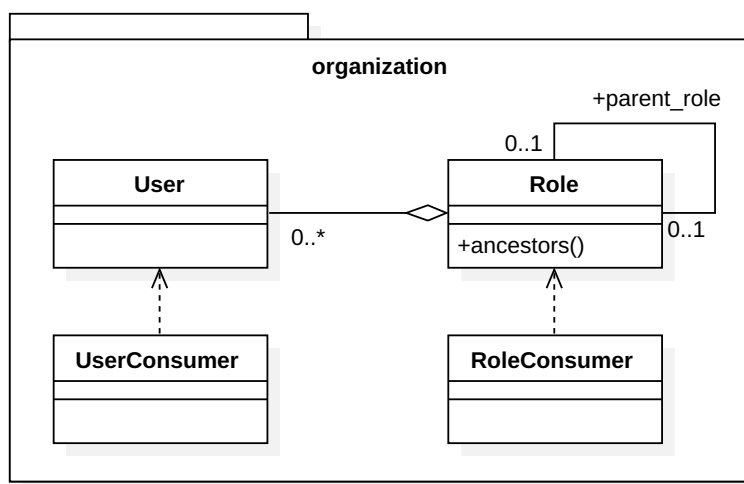 organization
+parent_role
0..1
User
Role
0..*
0..1
+ancestors()
UserConsumer
RoleConsumer